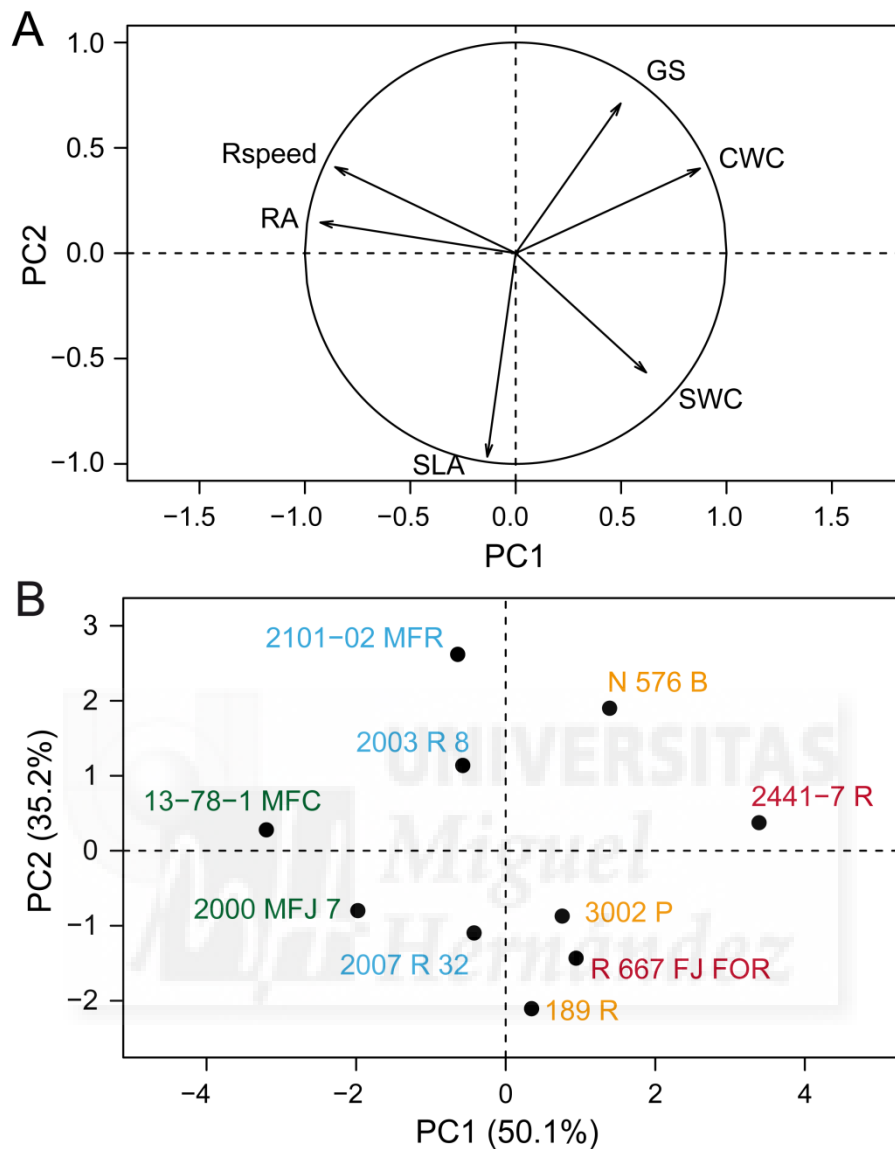 A
1.0
GS
0.5
Rspeed
CWC
RA
PC2
0.0
−0.5
SWC
SLA
−1.0
−1.5 −1.0 −0.5 0.0 0.5 1.0 1.5
PC1
B
3
2101−02 MFR
N 576 B
2
UNIVERSITAS
2003 R 8
1
2441−7 R
13−78−1 MFC
Miguel
PC2 (35.2%)
0
2000 MFJ 7
3002 P
−1
Hernández
2007 R 32
R 667 FJ FOR
−2
189 R
−4 −2 0 2 4
PC1 (50.1%)